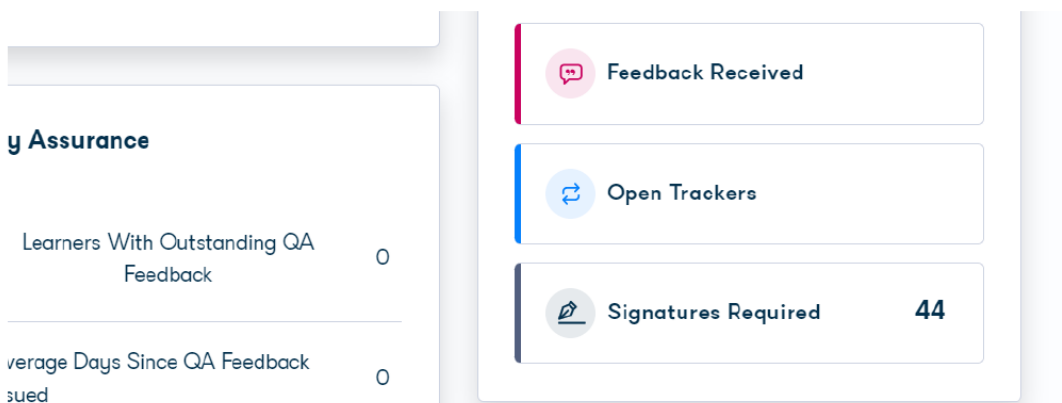 y Assurance
Learners With Outstanding QA
Feedback
0
verage Days Since QA Feedback
sued
0
Feedback Received
Open Trackers
Signatures Required 44